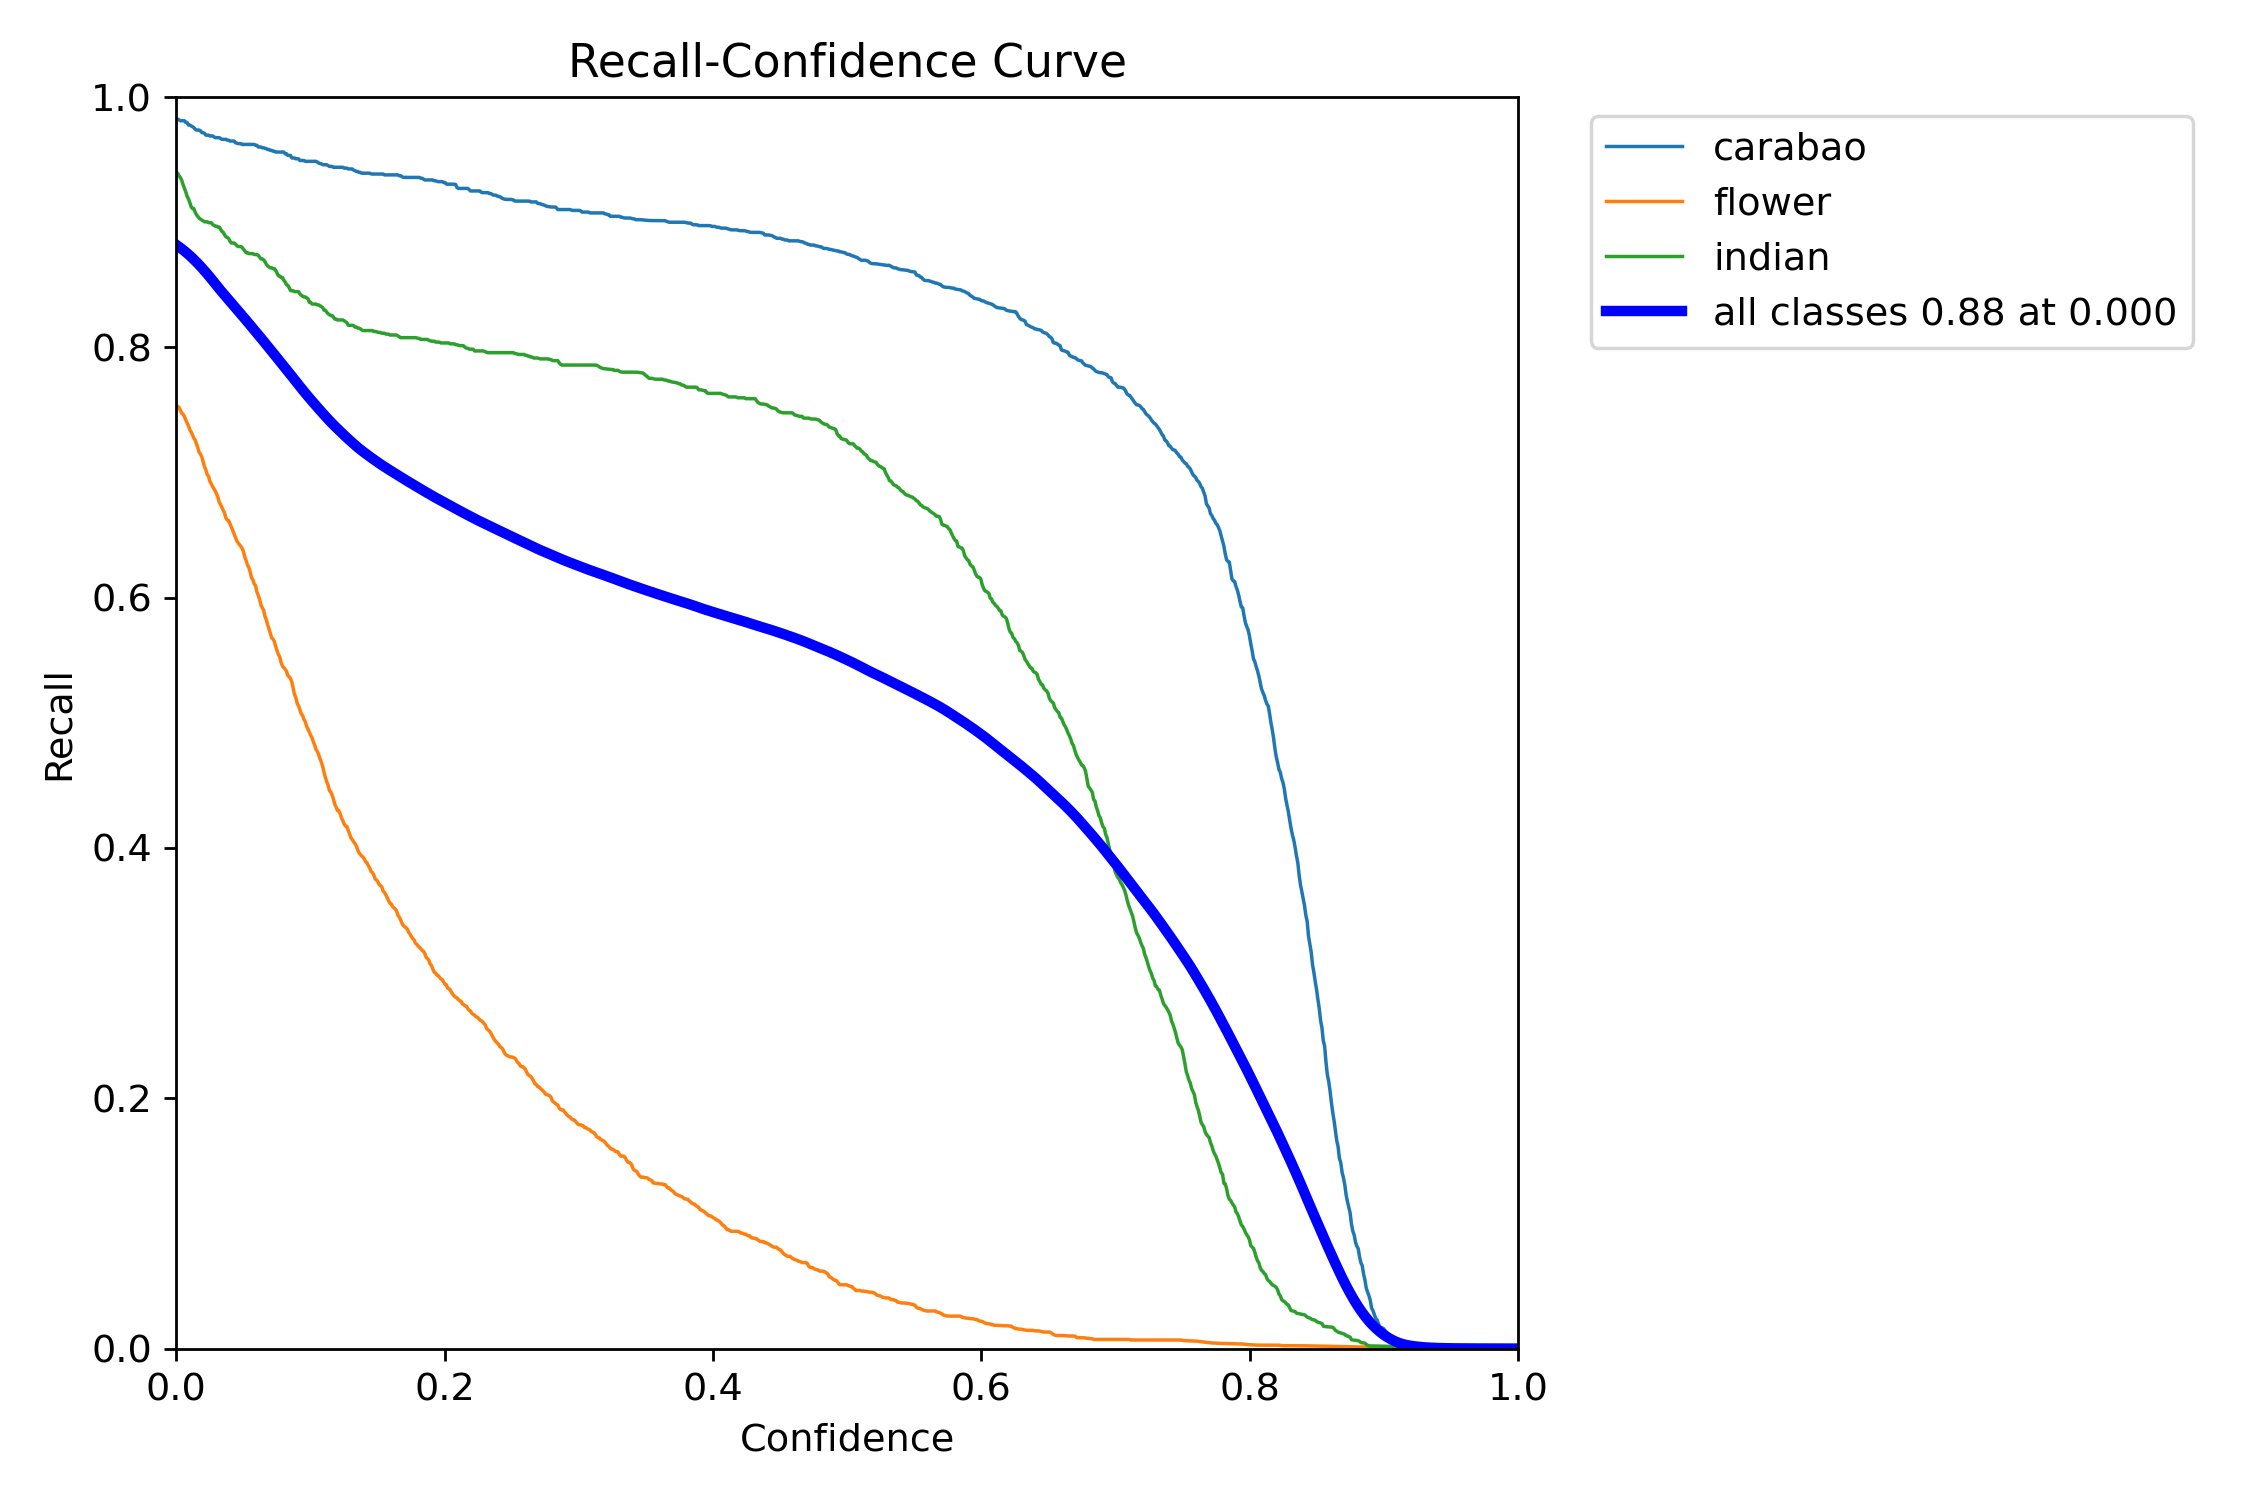 Recall-Confidence Curve
1.0
0.8
0.6
0.4
0.2
0.0
Recall
0.0 0.2 0.4 0.6 0.8 1.0
Confidence
carabao
flower
indian
all classes 0.88 at 0.000